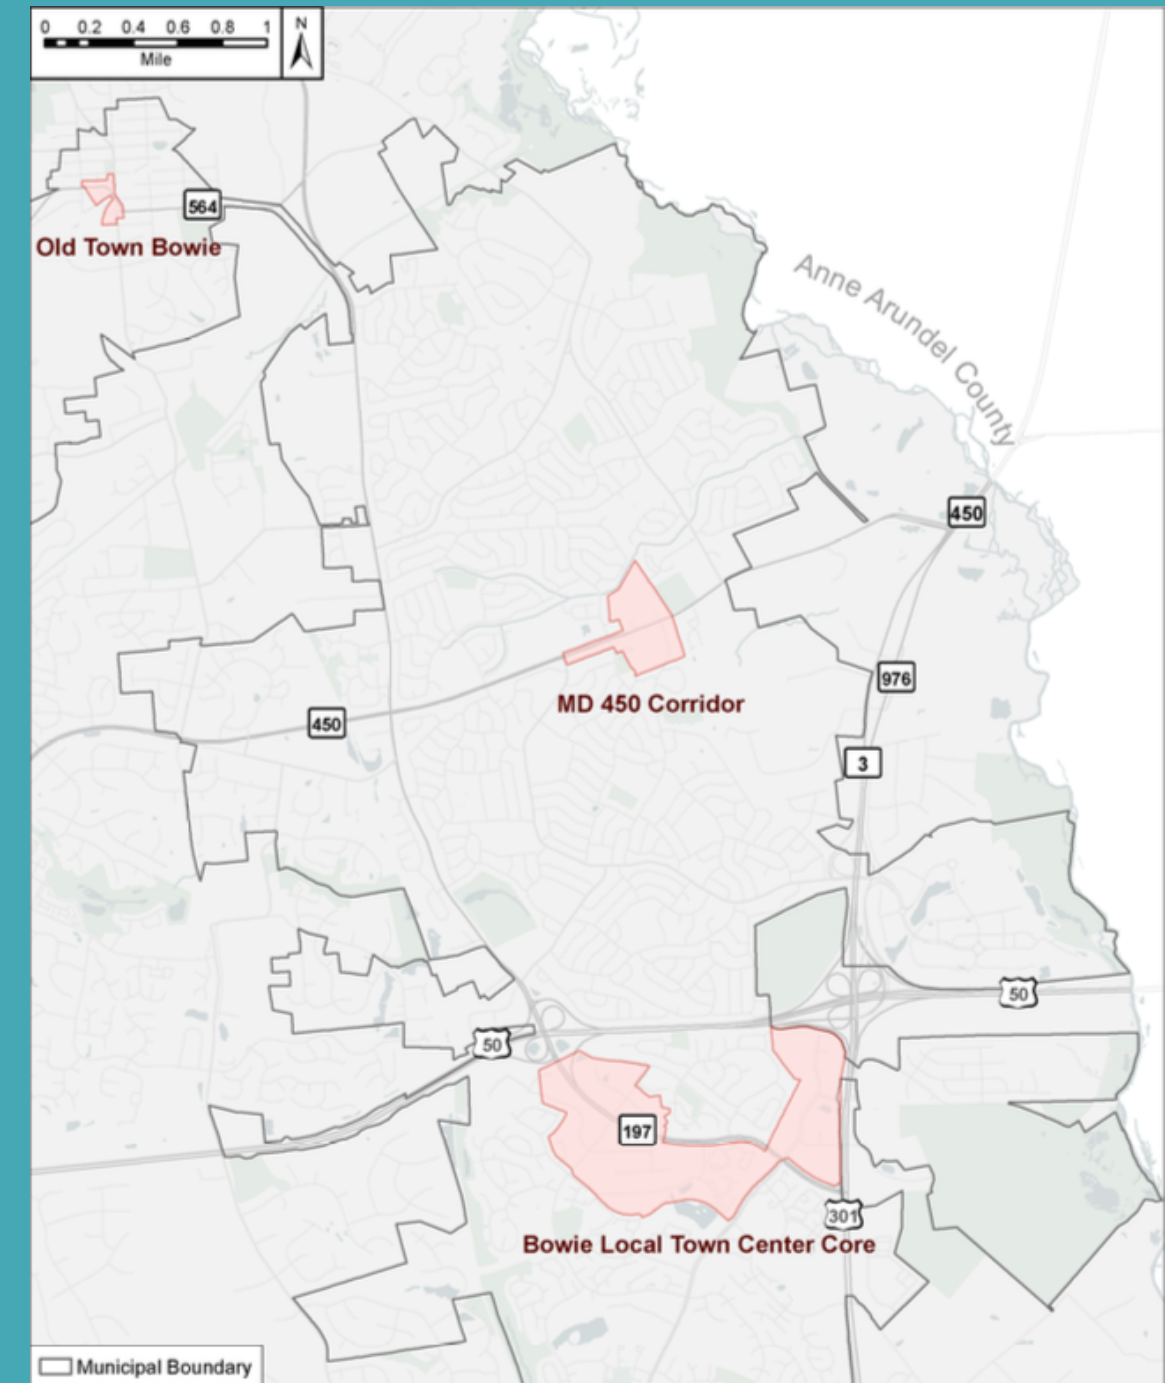 0 0.2 0.4 0.6 0.8 1
Mile
N
564
Old Town Bowie
Anne Arundel County
450
976
MD 450 Corridor
450
3
50
50
197
301
Bowie Local Town Center Core
Municipal Boundary